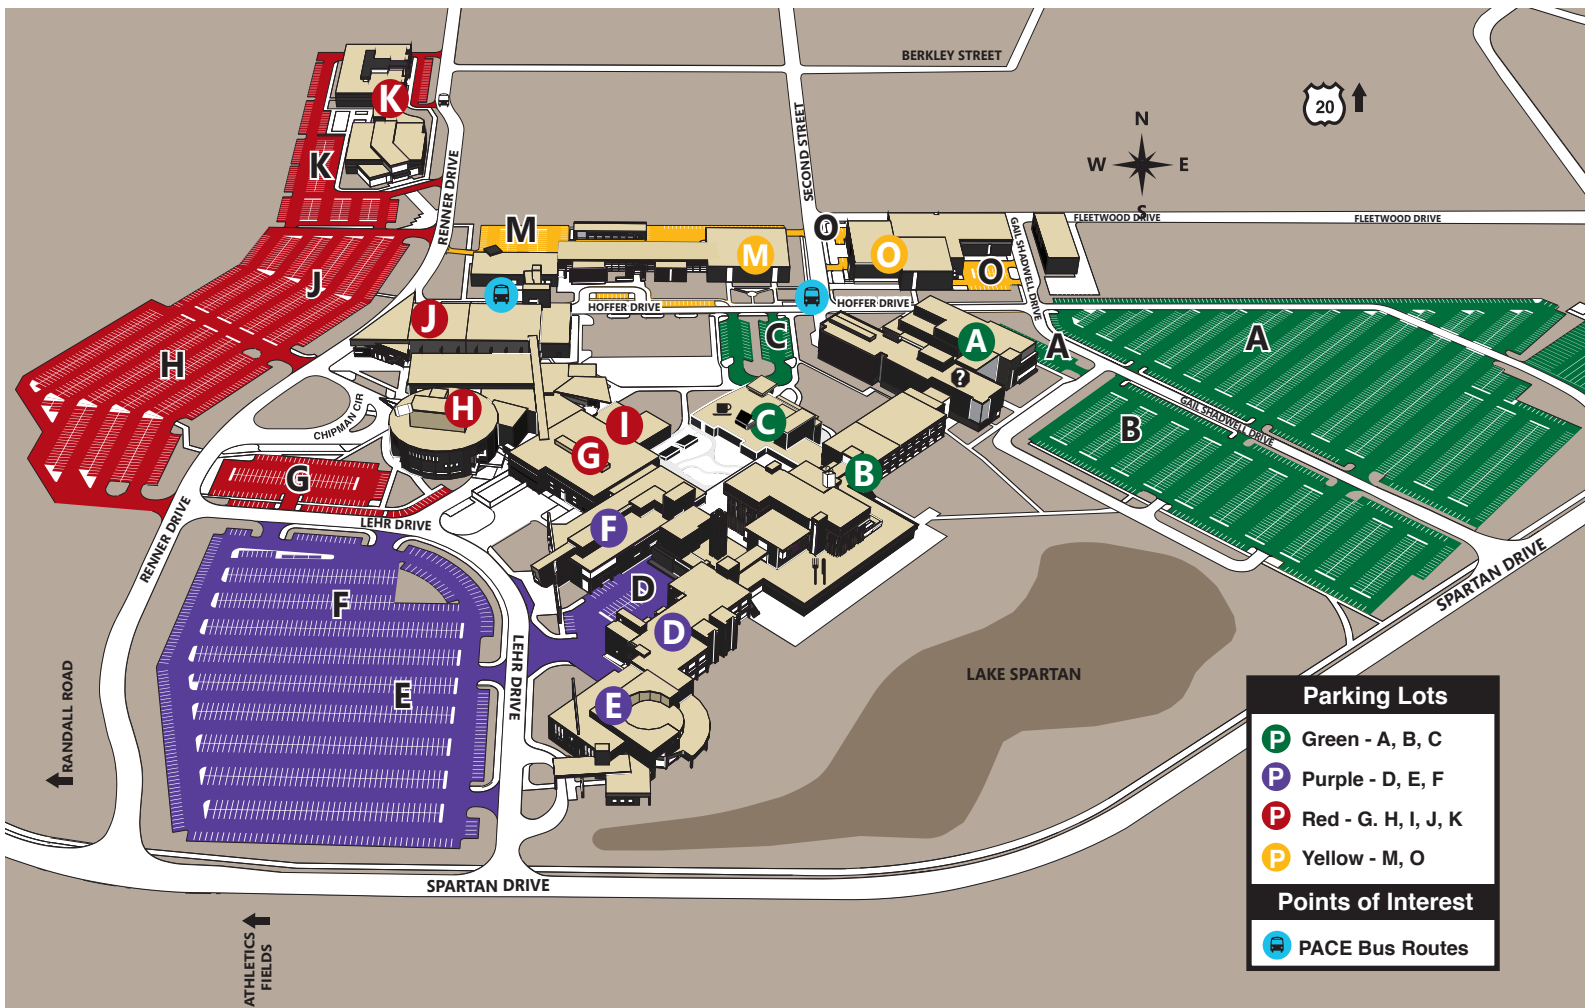 BERKLEY STREET
20
N
W E
S
K
K
RENNER DRIVE
SECOND STREET
FLEETWOOD DRIVE
FLEETWOOD DRIVE
GAIL SHADWELL DRIVE
M
M
O
O
O
J
J
HOFFER DRIVE
HOFFER DRIVE
C
A
A
A
?
H
H
CHIPMAN CIR
I
G
G
C
B
B
GAIL SHADWELL DRIVE
LEHR DRIVE
RENNER DRIVE
F
F
D
D
E
E
LEHR DRIVE
LAKE SPARTAN
SPARTAN DRIVE
RANDALL ROAD
SPARTAN DRIVE
ATHLETICS
FIELDS
Parking Lots
P Green - A, B, C
P Purple - D, E, F
P Red - G. H, I, J, K
P Yellow - M, O
Points of Interest
PACE Bus Routes